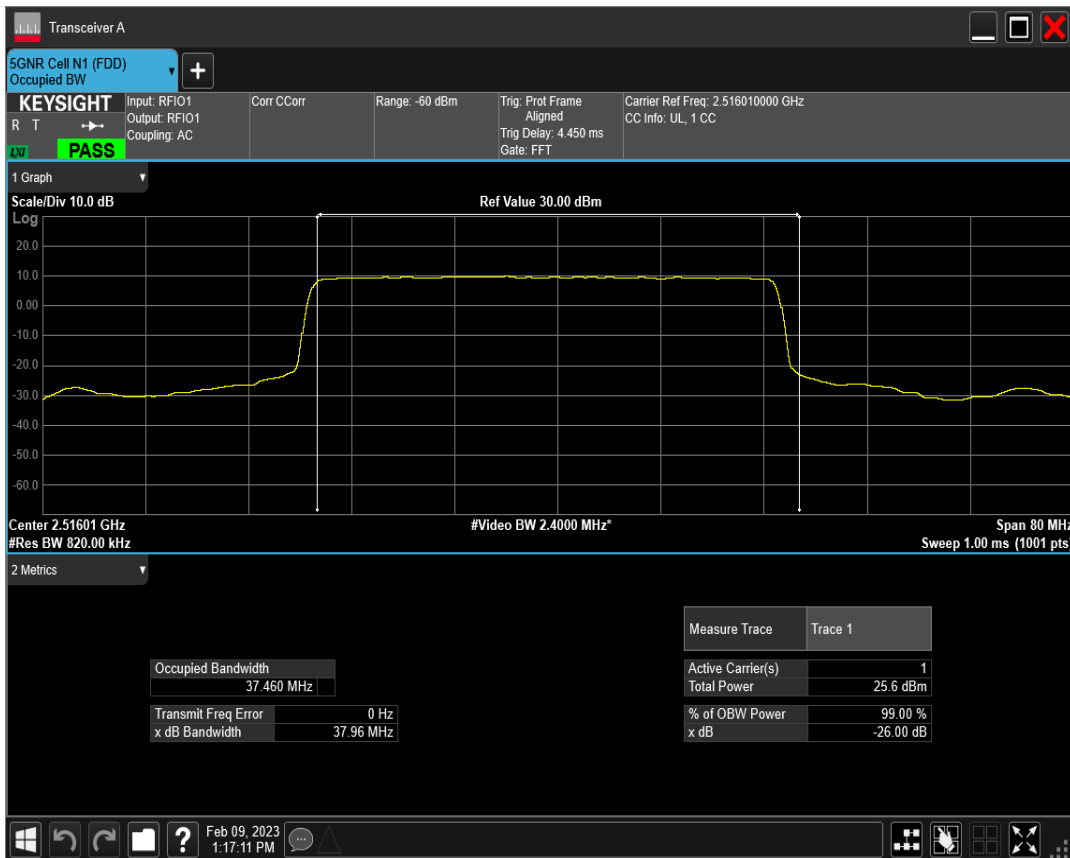 Transceiver A
5GNR Cell N1 (FDD)
Occupied BW
+
KEYSIGHT
R T
LXI
PASS
Input: RFIO1
Output: RFIO1
Coupling: AC
Corr CCorr
Range: -60 dBm
Trig: Prot Frame
Aligned
Trig Delay: 4.450 ms
Gate: FFT
Carrier Ref Freq: 2.516010000 GHz
CC Info: UL, 1 CC
1 Graph
Scale/Div 10.0 dB
Ref Value 30.00 dBm
Log
20.0
10.0
0.00
-10.0
-20.0
-30.0
-40.0
-50.0
-60.0
Center 2.51601 GHz
#Video BW 2.4000 MHz*
Span 80 MHz
#Res BW 820.00 kHz
Sweep 1.00 ms (1001 pts)
2 Metrics
Measure Trace Trace 1
Occupied Bandwidth
37.460 MHz
Active Carrier(s) 1
Total Power 25.6 dBm
Transmit Freq Error 0 Hz
x dB Bandwidth 37.96 MHz
% of OBW Power 99.00 %
x dB -26.00 dB
?
Feb 09, 2023
1:17:11 PM